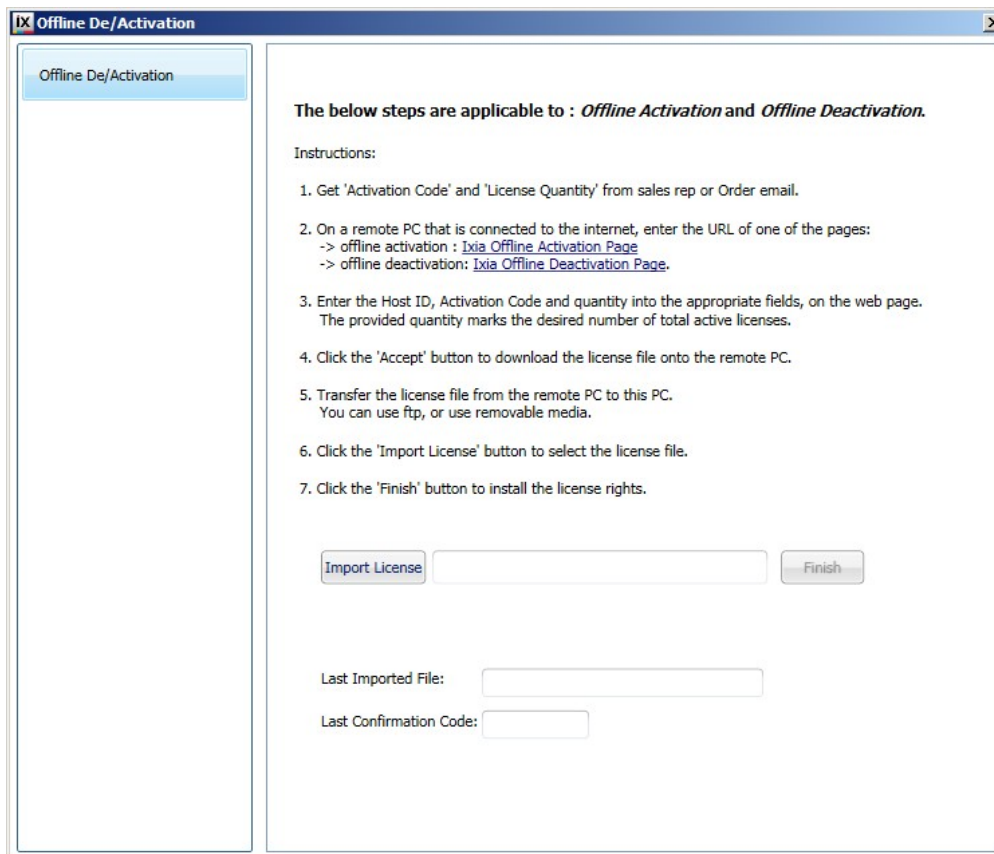 IX Offline De/Activation
Offline De/Activation
The below steps are applicable to : Offline Activation and Offline Deactivation.
Instructions:
1. Get 'Activation Code' and 'License Quantity' from sales rep or Order email.
2. On a remote PC that is connected to the internet, enter the URL of one of the pages:
-> offline activation : Ixia Offline Activation Page
-> offline deactivation: Ixia Offline Deactivation Page.
3. Enter the Host ID, Activation Code and quantity into the appropriate fields, on the web page.
The provided quantity marks the desired number of total active licenses.
4. Click the 'Accept' button to download the license file onto the remote PC.
5. Transfer the license file from the remote PC to this PC.
You can use ftp, or use removable media.
6. Click the 'Import License' button to select the license file.
7. Click the 'Finish' button to install the license rights.
Import License Finish
Last Imported File:
Last Confirmation Code: